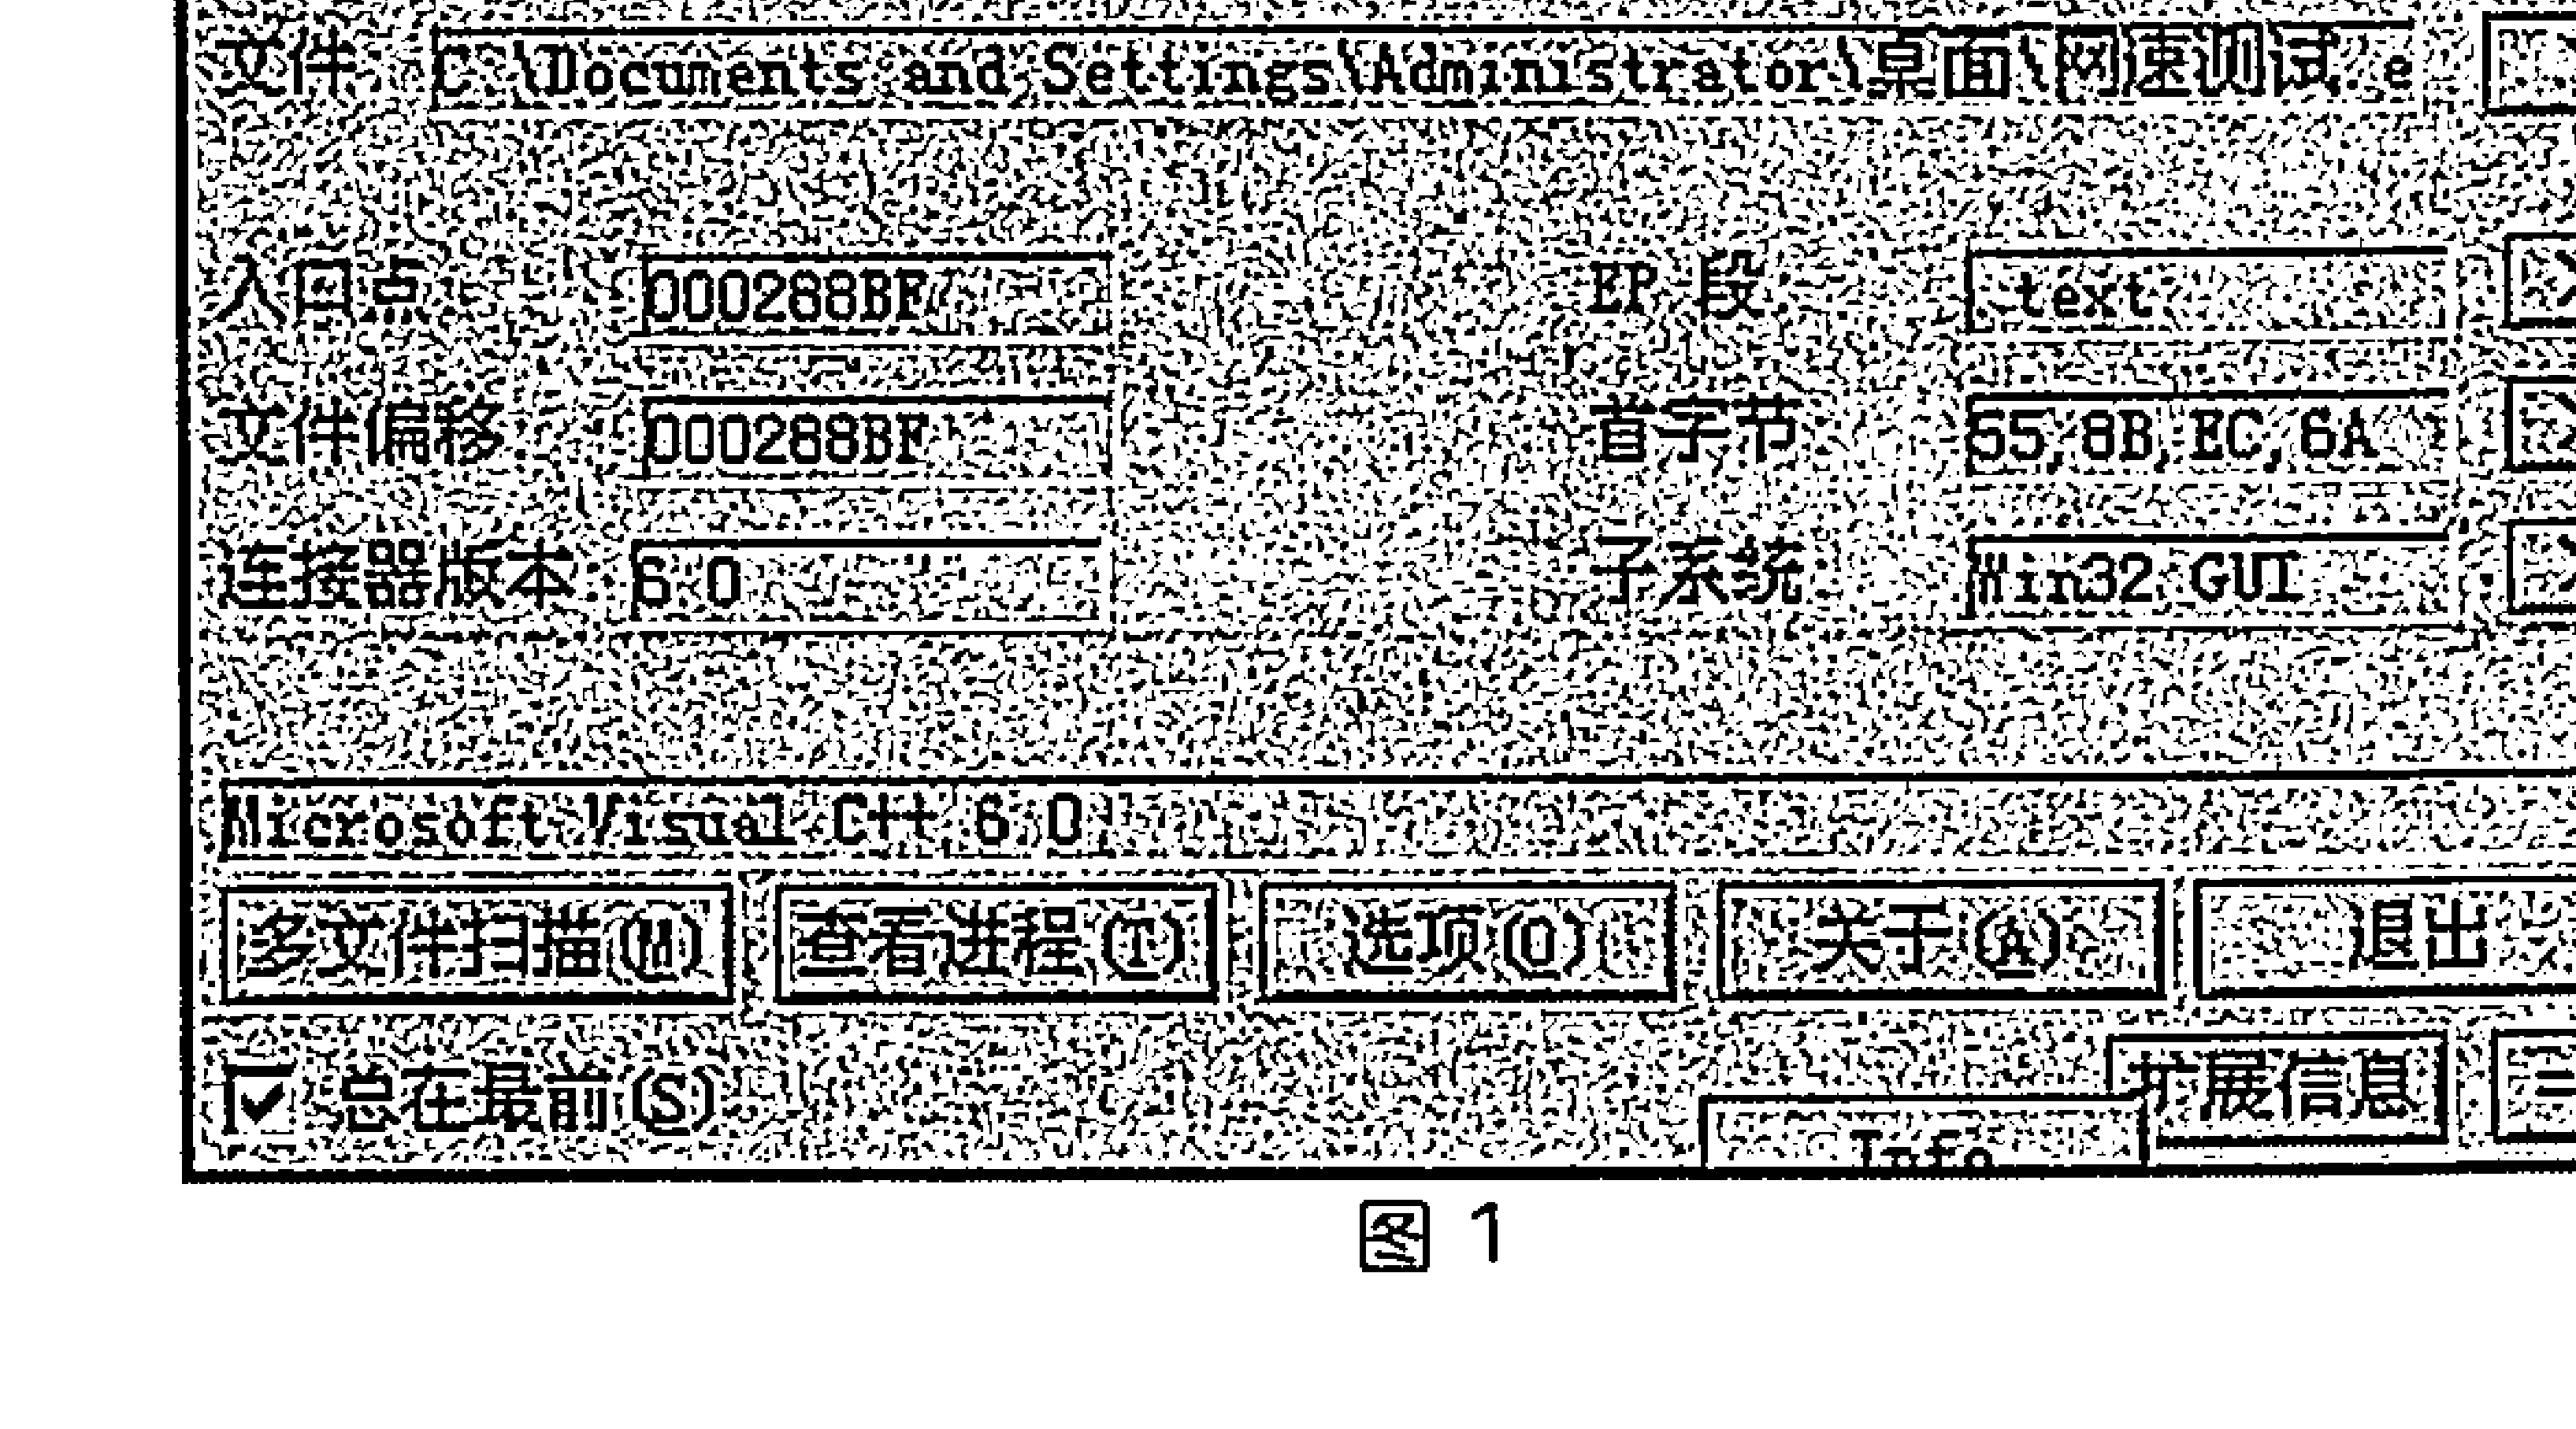 文件 C:\Documents and Settings\Administrator\桌面\网速测试.e
入口点 000288BF EP 段 .text
文件偏移 000288BF 首字节 55,8B,EC,6A
连接器版本 6.0 子系统 Win32 GUI
Microsoft Visual C++ 6.0
多文件扫描(M) 查看进程(T) 选项(O) 关于(A) 退出
总在最前(S) 扩展信息
Info
图 1